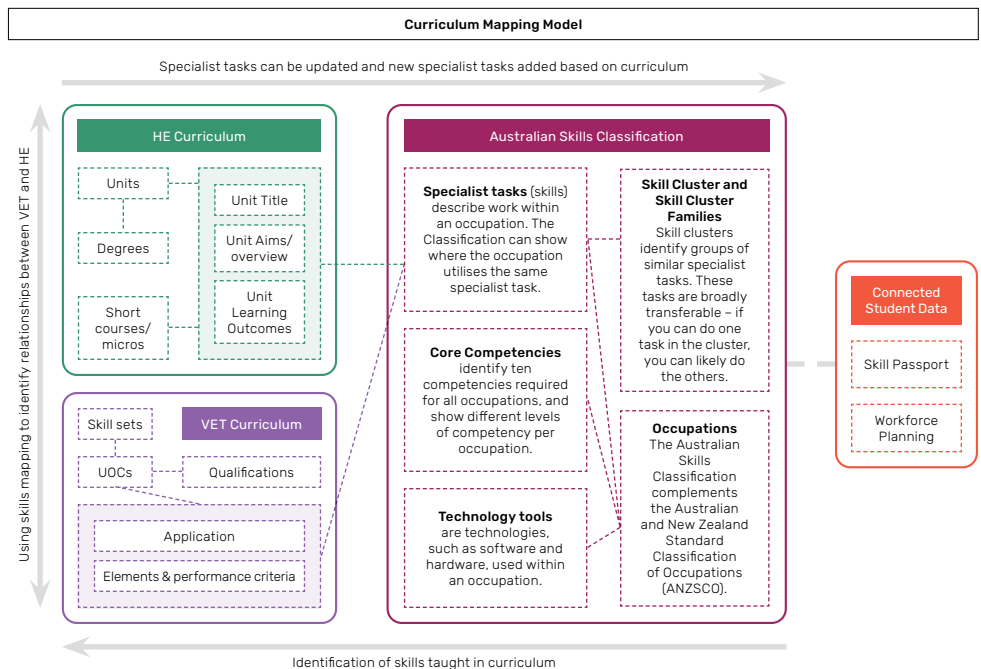 Curriculum Mapping Model
Specialist tasks can be updated and new specialist tasks added based on curriculum
Using skills mapping to identify relationships between VET and HE
HE Curriculum
Units
Degrees
Short
courses/
micros
Unit Title
Unit Aims/
overview
Unit
Learning
Outcomes
VET Curriculum
Skill sets
UOCs
Qualifications
Application
Elements & performance criteria
Australian Skills Classification
Specialist tasks (skills)
describe work within
an occupation. The
Classification can show
where the occupation
utilises the same
specialist task.
Core Competencies
identify ten
competencies required
for all occupations, and
show different levels
of competency per
occupation.
Technology tools
are technologies,
such as software and
hardware, used within
an occupation.
Skill Cluster and
Skill Cluster
Families
Skill clusters
identify groups of
similar specialist
tasks. These
tasks are broadly
transferable – if
you can do one
task in the cluster,
you can likely do
the others.
Occupations
The Australian
Skills
Classification
complements
the Australian
and New Zealand
Standard
Classification
of Occupations
(ANZSCO).
Connected
Student Data
Skill Passport
Workforce
Planning
Identification of skills taught in curriculum